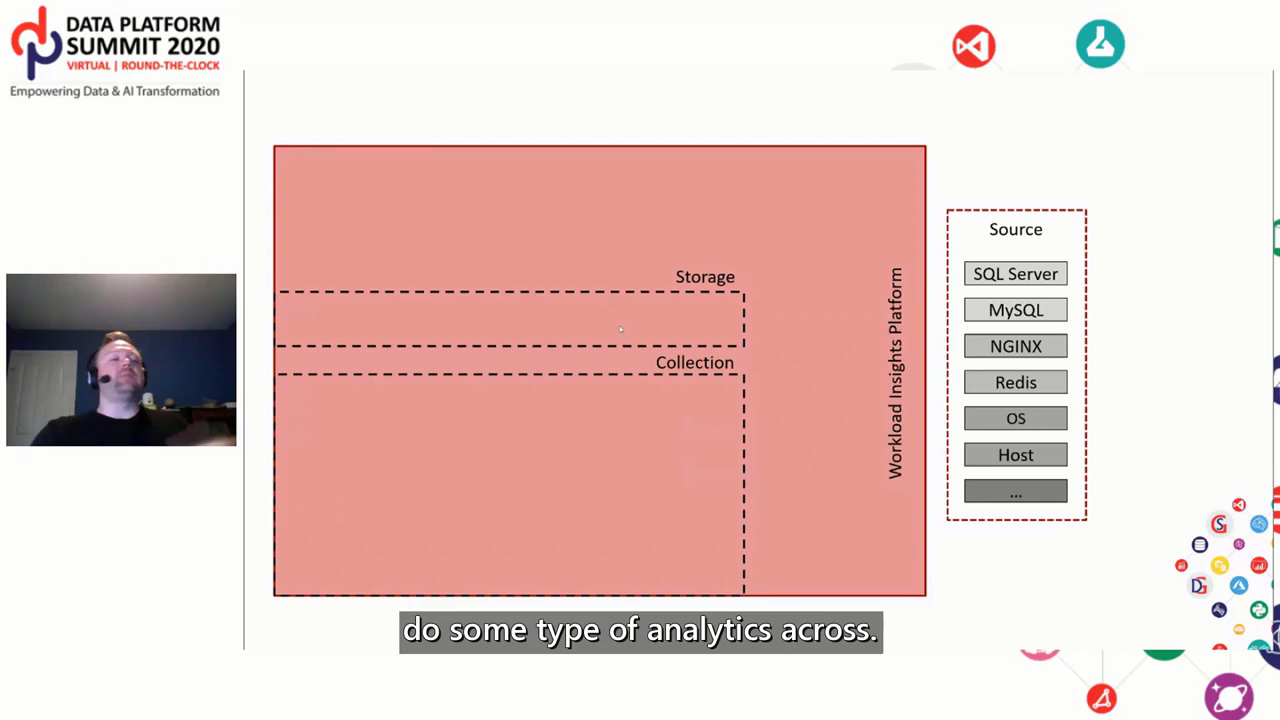 DATA PLATFORM
SUMMIT 2020
VIRTUAL | ROUND-THE-CLOCK
Empowering Data & AI Transformation
Storage
Collection
Workload Insights Platform
Source
SQL Server
MySQL
NGINX
Redis
OS
Host
...
do some type of analytics across.